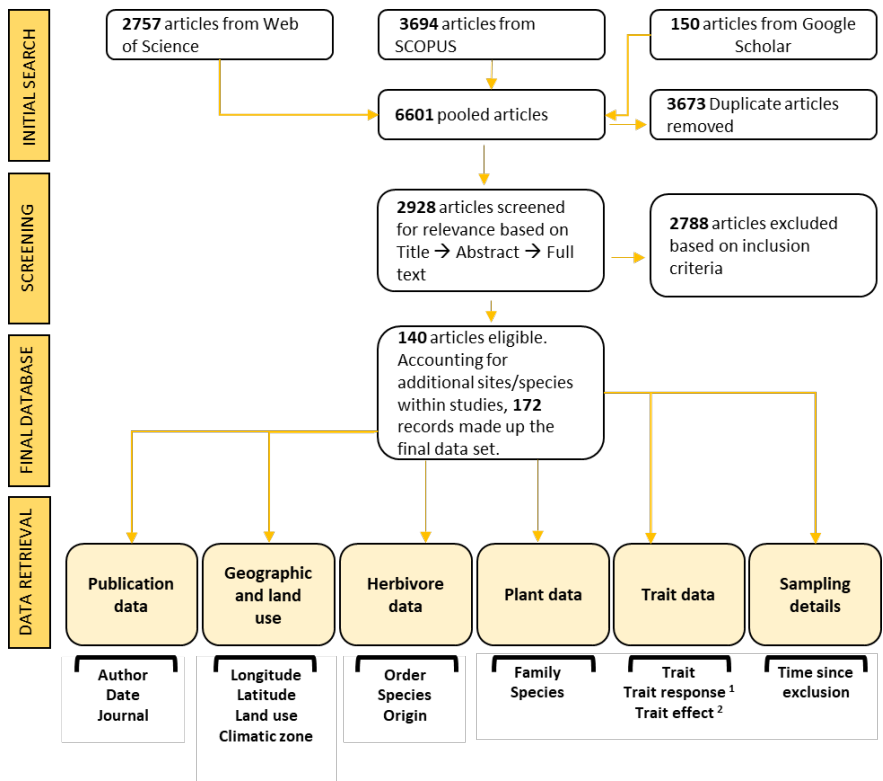 INITIAL SEARCH
2757 articles from Web
of Science
3694 articles from
SCOPUS
150 articles from Google
Scholar
6601 pooled articles
3673 Duplicate articles
removed
SCREENING
2928 articles screened
for relevance based on
Title → Abstract → Full
text
2788 articles excluded
based on inclusion
criteria
FINAL DATABASE
140 articles eligible.
Accounting for
additional sites/species
within studies, 172
records made up the
final data set.
DATA RETRIEVAL
Publication
data
Geographic
and land
use
Herbivore
data
Plant data
Trait data
Sampling
details
Author
Date
Journal
Longitude
Latitude
Land use
Climatic zone
Order
Species
Origin
Family
Species
Trait
Trait response ¹
Trait effect ²
Time since
exclusion